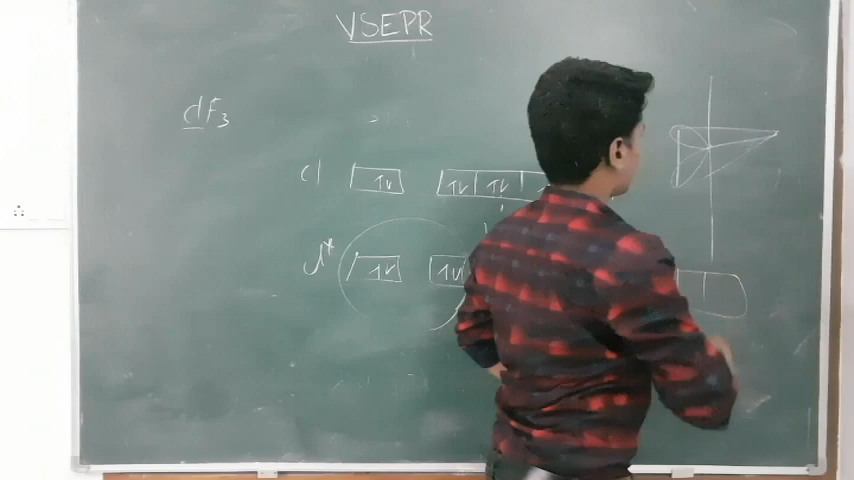 VSEPR
clF3
cl ⇅ ⇅ ⇅
cl* ⇅ ⇅